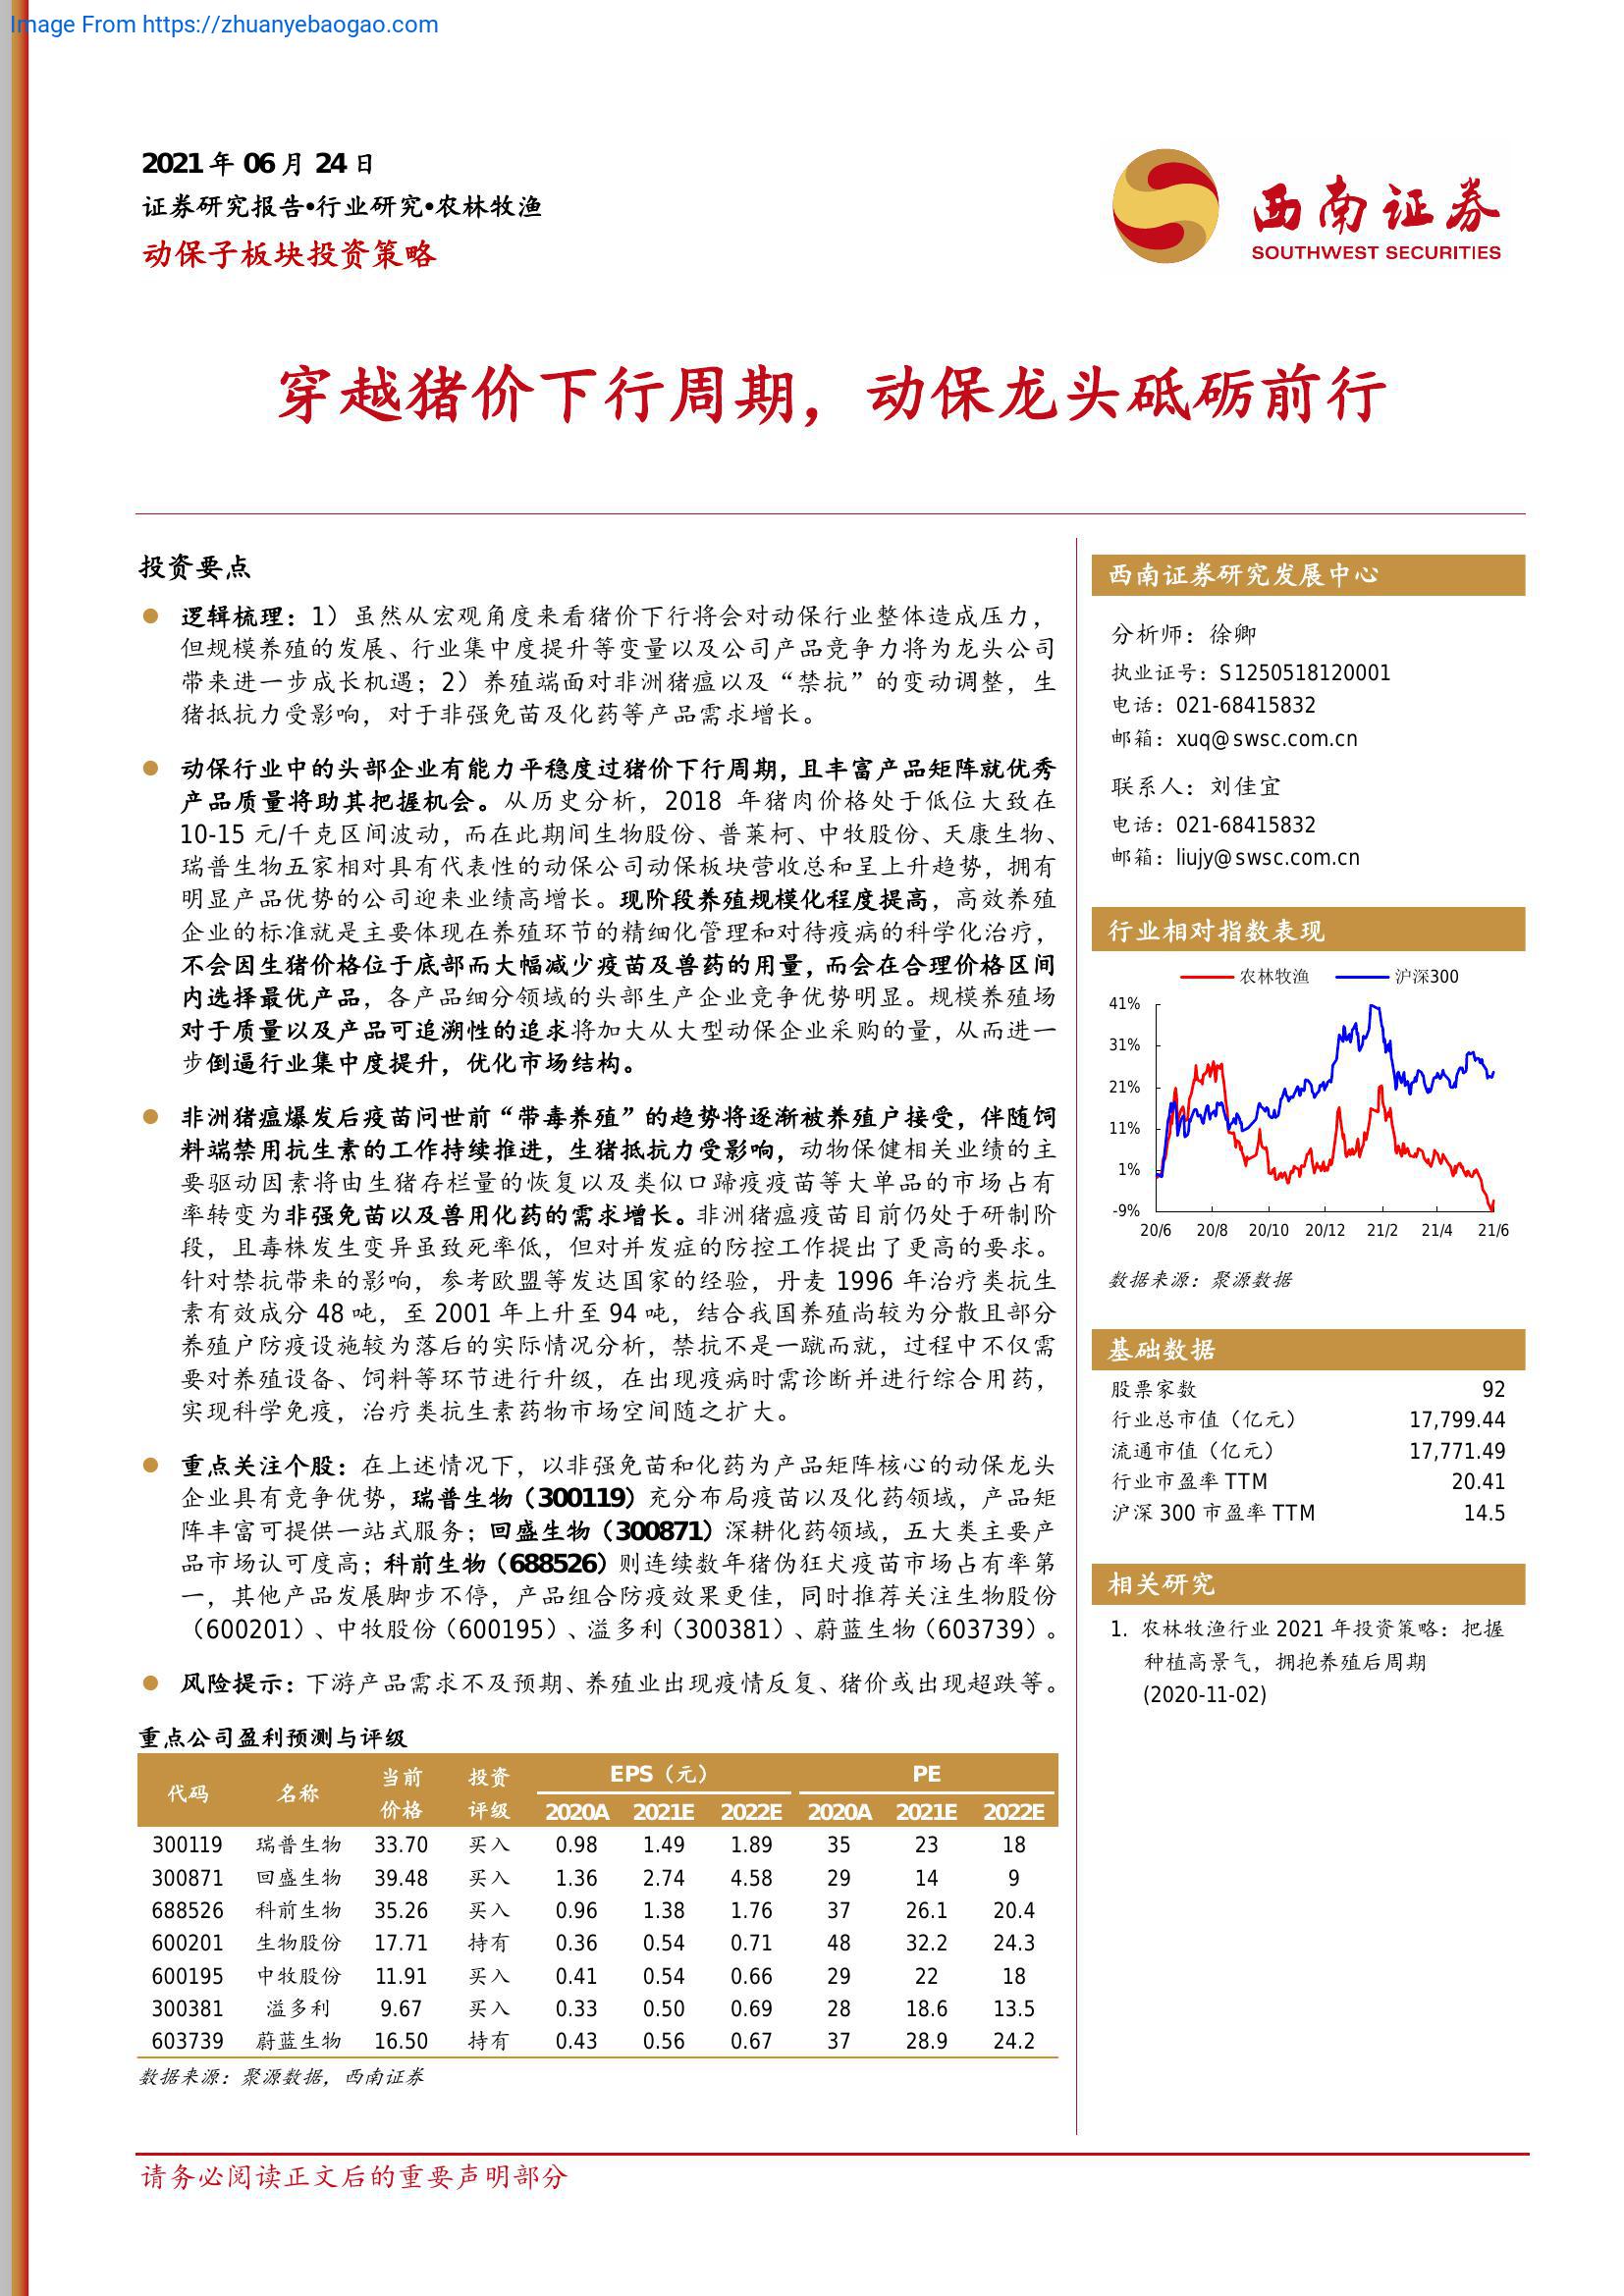 Image From https://zhuanyebaogao.com
2021 年 06 月 24 日
证券研究报告•行业研究•农林牧渔
动保子板块投资策略
西南证券
SOUTHWEST SECURITIES
穿越猪价下行周期，动保龙头砥砺前行
投资要点
逻辑梳理：1）虽然从宏观角度来看猪价下行将会对动保行业整体造成压力，
但规模养殖的发展、行业集中度提升等变量以及公司产品竞争力将为龙头公司
带来进一步成长机遇；2）养殖端面对非洲猪瘟以及“禁抗”的变动调整，生
猪抵抗力受影响，对于非强免苗及化药等产品需求增长。
动保行业中的头部企业有能力平稳度过猪价下行周期，且丰富产品矩阵就优秀
产品质量将助其把握机会。从历史分析，2018 年猪肉价格处于低位大致在
10-15 元/千克区间波动，而在此期间生物股份、普莱柯、中牧股份、天康生物、
瑞普生物五家相对具有代表性的动保公司动保板块营收总和呈上升趋势，拥有
明显产品优势的公司迎来业绩高增长。现阶段养殖规模化程度提高，高效养殖
企业的标准就是主要体现在养殖环节的精细化管理和对待疫病的科学化治疗，
不会因生猪价格位于底部而大幅减少疫苗及兽药的用量，而会在合理价格区间
内选择最优产品，各产品细分领域的头部生产企业竞争优势明显。规模养殖场
对于质量以及产品可追溯性的追求将加大从大型动保企业采购的量，从而进一
步倒逼行业集中度提升，优化市场结构。
非洲猪瘟爆发后疫苗问世前“带毒养殖”的趋势将逐渐被养殖户接受，伴随饲
料端禁用抗生素的工作持续推进，生猪抵抗力受影响，动物保健相关业绩的主
要驱动因素将由生猪存栏量的恢复以及类似口蹄疫疫苗等大单品的市场占有
率转变为非强免苗以及兽用化药的需求增长。非洲猪瘟疫苗目前仍处于研制阶
段，且毒株发生变异虽致死率低，但对并发症的防控工作提出了更高的要求。
针对禁抗带来的影响，参考欧盟等发达国家的经验，丹麦 1996 年治疗类抗生
素有效成分 48 吨，至 2001 年上升至 94 吨，结合我国养殖尚较为分散且部分
养殖户防疫设施较为落后的实际情况分析，禁抗不是一蹴而就，过程中不仅需
要对养殖设备、饲料等环节进行升级，在出现疫病时需诊断并进行综合用药，
实现科学免疫，治疗类抗生素药物市场空间随之扩大。
重点关注个股：在上述情况下，以非强免苗和化药为产品矩阵核心的动保龙头
企业具有竞争优势，瑞普生物（300119）充分布局疫苗以及化药领域，产品矩
阵丰富可提供一站式服务；回盛生物（300871）深耕化药领域，五大类主要产
品市场认可度高；科前生物（688526）则连续数年猪伪狂犬疫苗市场占有率第
一，其他产品发展脚步不停，产品组合防疫效果更佳，同时推荐关注生物股份
（600201）、中牧股份（600195）、溢多利（300381）、蔚蓝生物（603739）。
风险提示：下游产品需求不及预期、养殖业出现疫情反复、猪价或出现超跌等。
重点公司盈利预测与评级
代码 名称 当前价格 投资评级 EPS（元） PE
2020A 2021E 2022E 2020A 2021E 2022E
300119 瑞普生物 33.70 买入 0.98 1.49 1.89 35 23 18
300871 回盛生物 39.48 买入 1.36 2.74 4.58 29 14 9
688526 科前生物 35.26 买入 0.96 1.38 1.76 37 26.1 20.4
600201 生物股份 17.71 持有 0.36 0.54 0.71 48 32.2 24.3
600195 中牧股份 11.91 买入 0.41 0.54 0.66 29 22 18
300381 溢多利 9.67 买入 0.33 0.50 0.69 28 18.6 13.5
603739 蔚蓝生物 16.50 持有 0.43 0.56 0.67 37 28.9 24.2
数据来源：聚源数据，西南证券
西南证券研究发展中心
分析师：徐卿
执业证号：S1250518120001
电话：021-68415832
邮箱：xuq@swsc.com.cn
联系人：刘佳宜
电话：021-68415832
邮箱：liujy@swsc.com.cn
行业相对指数表现
农林牧渔 沪深300
41%
31%
21%
11%
1%
-9%
20/6 20/8 20/10 20/12 21/2 21/4 21/6
数据来源：聚源数据
基础数据
股票家数 92
行业总市值（亿元） 17,799.44
流通市值（亿元） 17,771.49
行业市盈率 TTM 20.41
沪深 300 市盈率 TTM 14.5
相关研究
1. 农林牧渔行业 2021 年投资策略：把握
种植高景气，拥抱养殖后周期
(2020-11-02)
请务必阅读正文后的重要声明部分